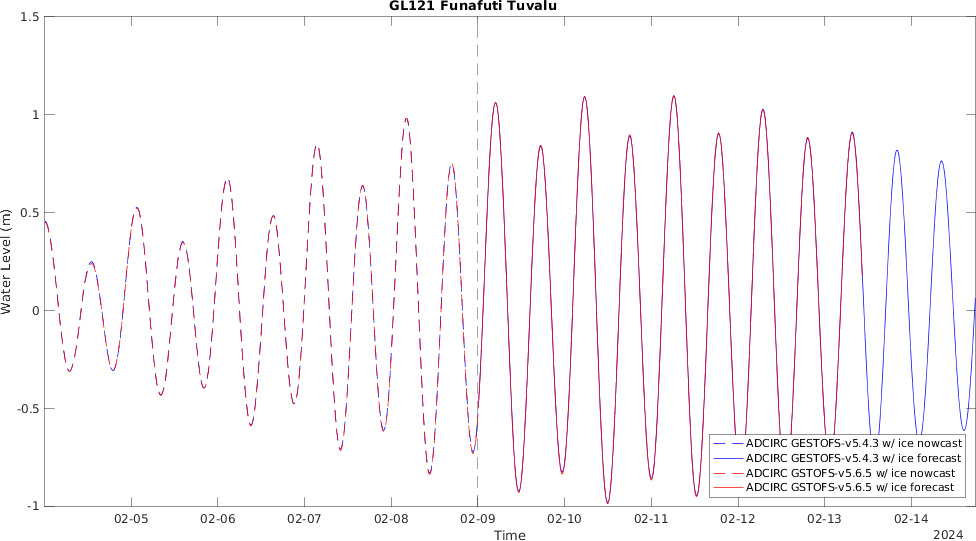 GL121 Funafuti Tuvalu
1.5
1
0.5
0
-0.5
-1
Water Level (m)
ADCIRC GESTOFS-v5.4.3 w/ ice nowcast
ADCIRC GESTOFS-v5.4.3 w/ ice forecast
ADCIRC GSTOFS-v5.6.5 w/ ice nowcast
ADCIRC GSTOFS-v5.6.5 w/ ice forecast
02-05 02-06 02-07 02-08 02-09 02-10 02-11 02-12 02-13 02-14
Time
2024